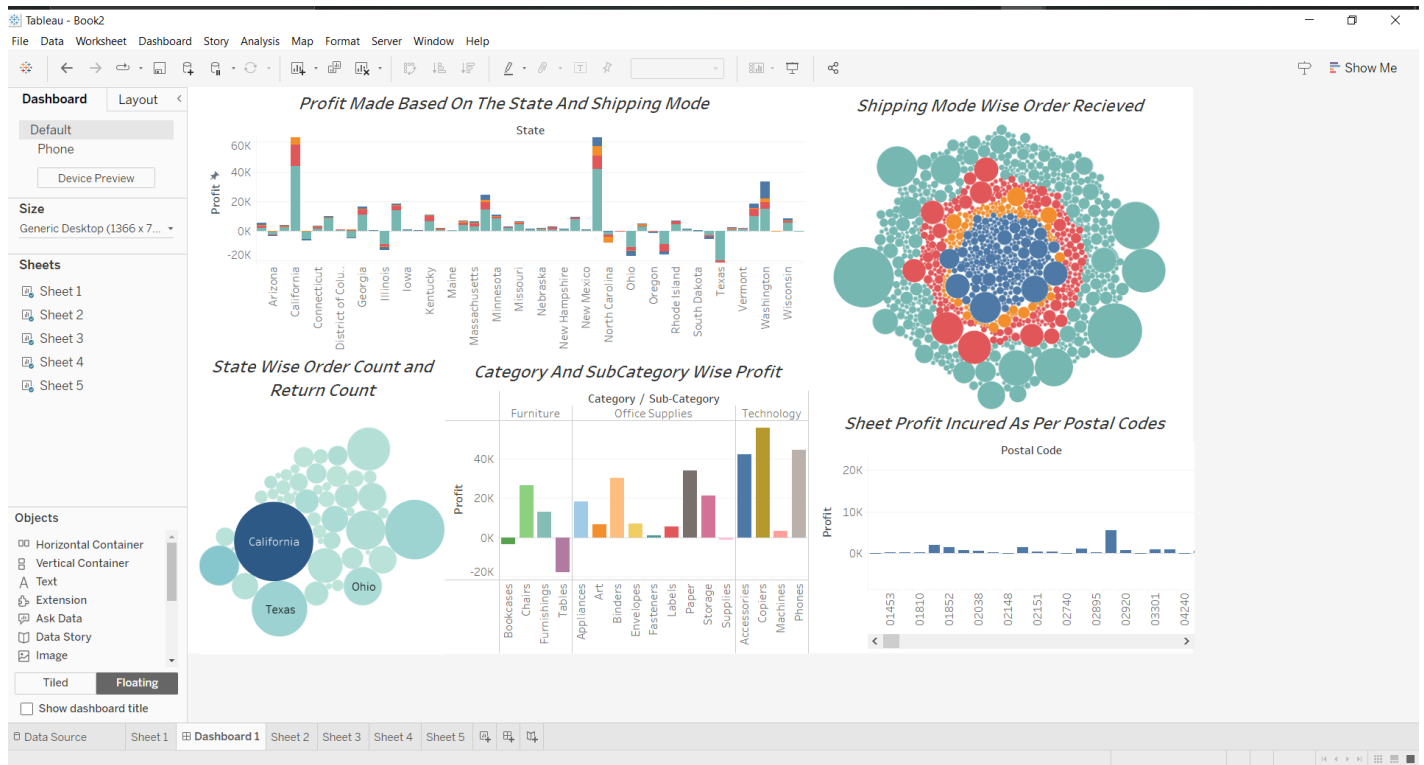 Tableau - Book2
File Data Worksheet Dashboard Story Analysis Map Format Server Window Help
Show Me
Dashboard Layout
Default
Phone
Device Preview
Size
Generic Desktop (1366 x 7...
Sheets
Sheet 1
Sheet 2
Sheet 3
Sheet 4
Sheet 5
Objects
Horizontal Container
Vertical Container
Text
Extension
Ask Data
Data Story
Image
Tiled Floating
Show dashboard title
Profit Made Based On The State And Shipping Mode
State
Profit
60K
40K
20K
0K
-20K
Arizona
California
Connecticut
District of Colu..
Georgia
Illinois
Iowa
Kentucky
Maine
Massachusetts
Minnesota
Missouri
Nebraska
New Hampshire
New Mexico
North Carolina
Ohio
Oregon
Rhode Island
South Dakota
Texas
Vermont
Washington
Wisconsin
Shipping Mode Wise Order Recieved
State Wise Order Count and
Return Count
California
Texas
Ohio
Category And SubCategory Wise Profit
Category / Sub-Category
Furniture Office Supplies Technology
Profit
40K
20K
0K
-20K
Bookcases
Chairs
Furnishings
Tables
Appliances
Art
Binders
Envelopes
Fasteners
Labels
Paper
Storage
Supplies
Accessories
Copiers
Machines
Phones
Sheet Profit Incured As Per Postal Codes
Postal Code
Profit
20K
10K
0K
01453
01810
01852
02038
02148
02151
02740
02895
02920
03301
04240
Data Source Sheet 1 Dashboard 1 Sheet 2 Sheet 3 Sheet 4 Sheet 5